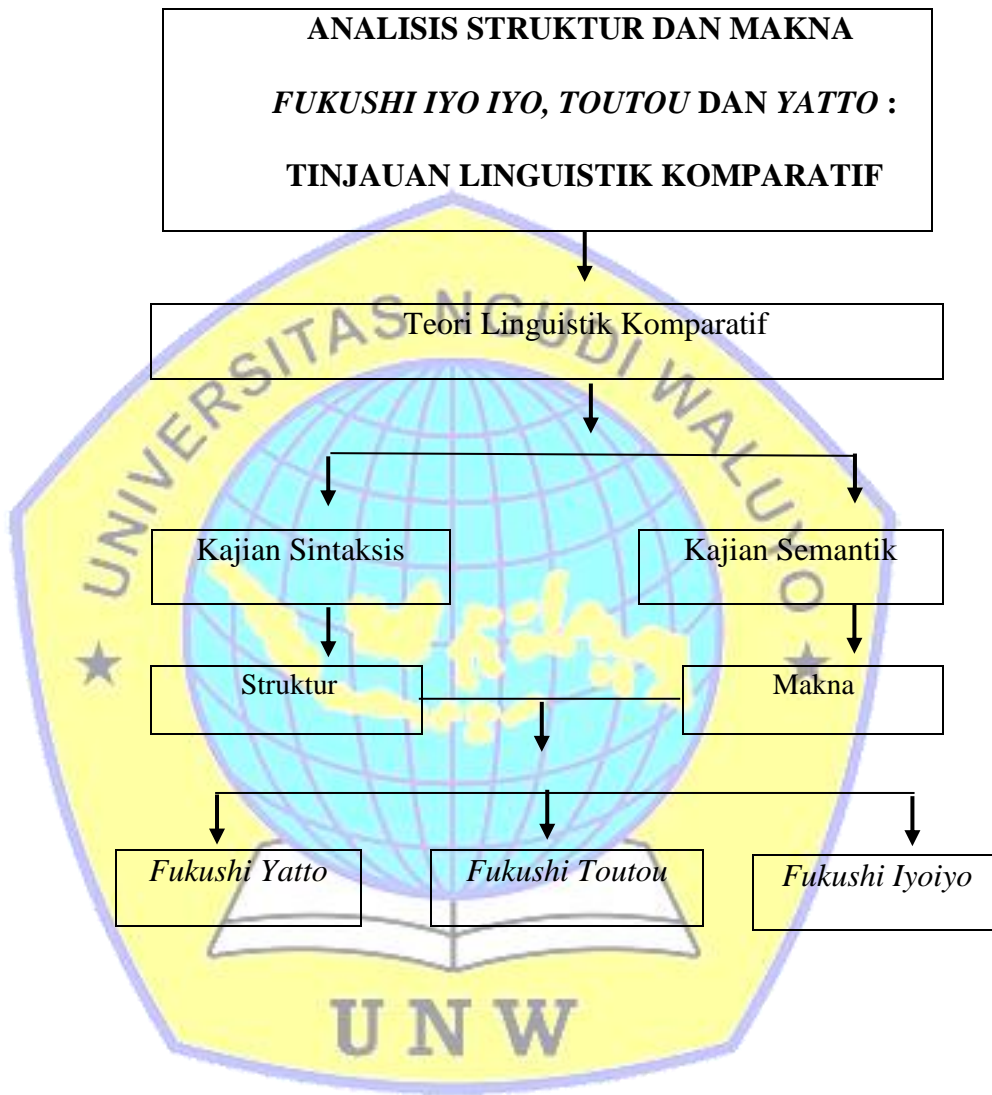 ANALISIS STRUKTUR DAN MAKNA
FUKUSHI IYO IYO, TOUTOU DAN YATTO :
TINJAUAN LINGUISTIK KOMPARATIF
UNIVERSITAS NGUDI WALUYO
Teori Linguistik Komparatif
Kajian Sintaksis
Kajian Semantik
Struktur
Makna
Fukushi Yatto
Fukushi Toutou
Fukushi Iyoiyo
UNW